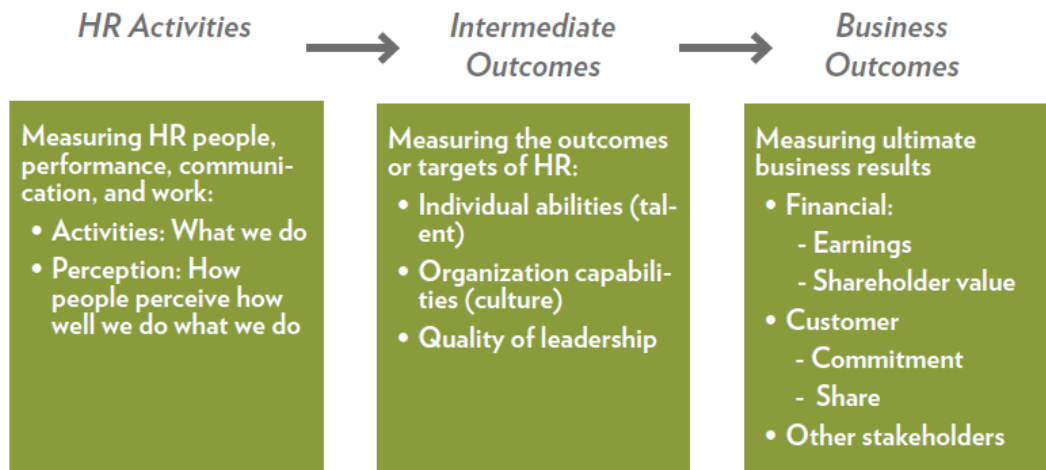 HR Activities
Intermediate
Outcomes
Business
Outcomes
Measuring HR people,
performance, communi-
cation, and work:
• Activities: What we do
• Perception: How
people perceive how
well we do what we do
Measuring the outcomes
or targets of HR:
• Individual abilities (tal-
ent)
• Organization capabili-
ties (culture)
• Quality of leadership
Measuring ultimate
business results
• Financial:
- Earnings
- Shareholder value
• Customer
- Commitment
- Share
• Other stakeholders